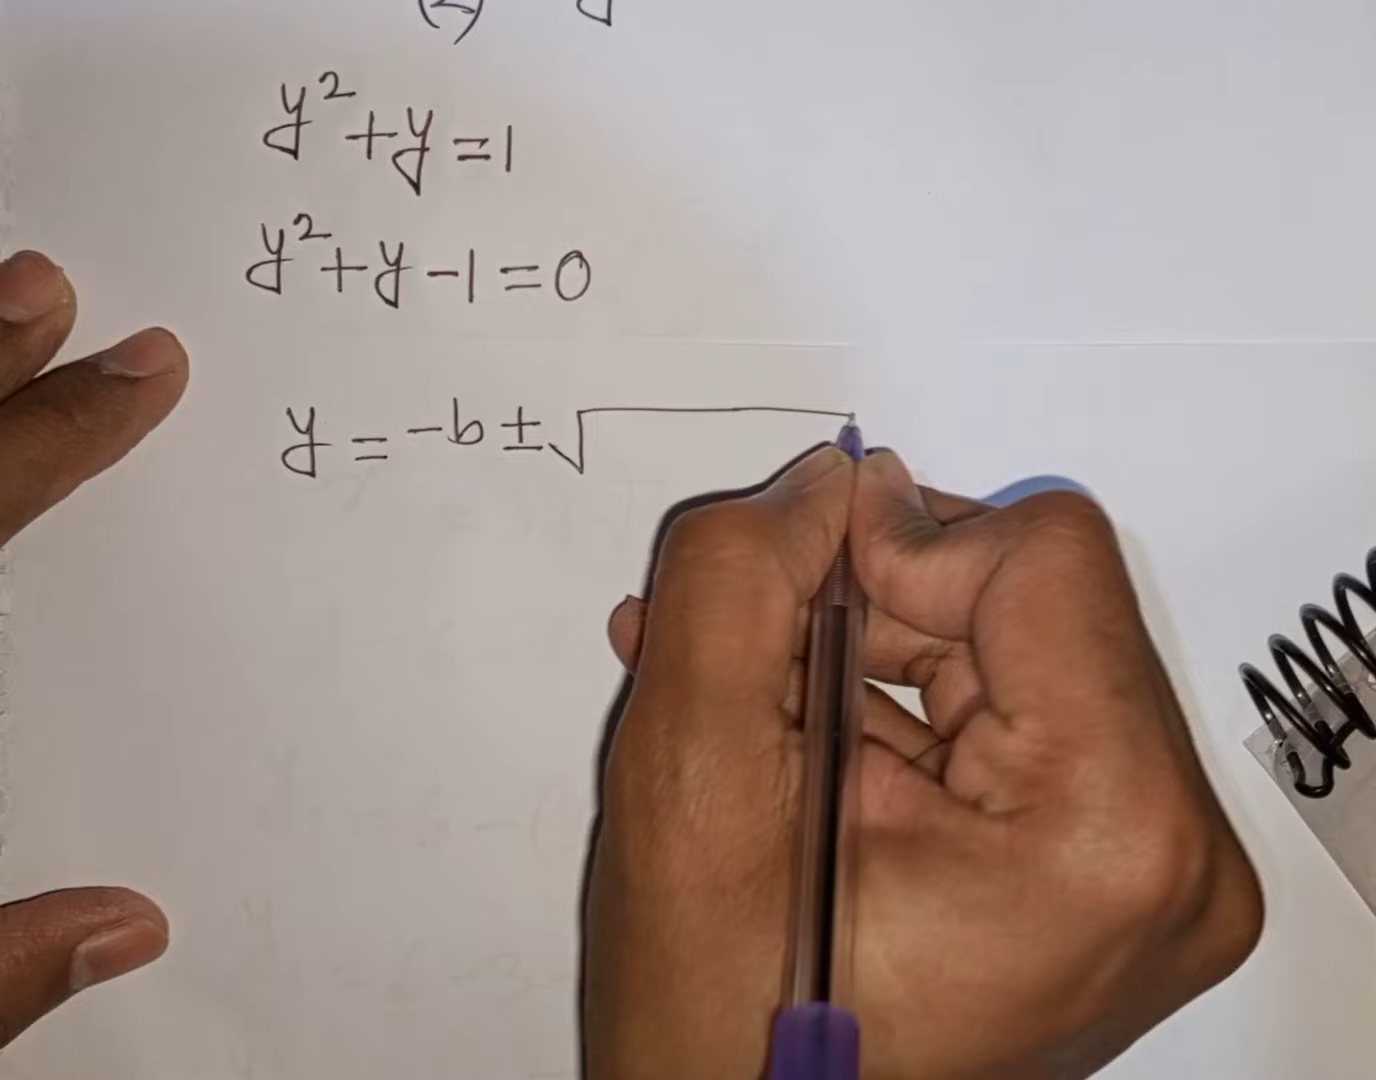 y² + y = 1
y² + y - 1 = 0
y = -b ± √